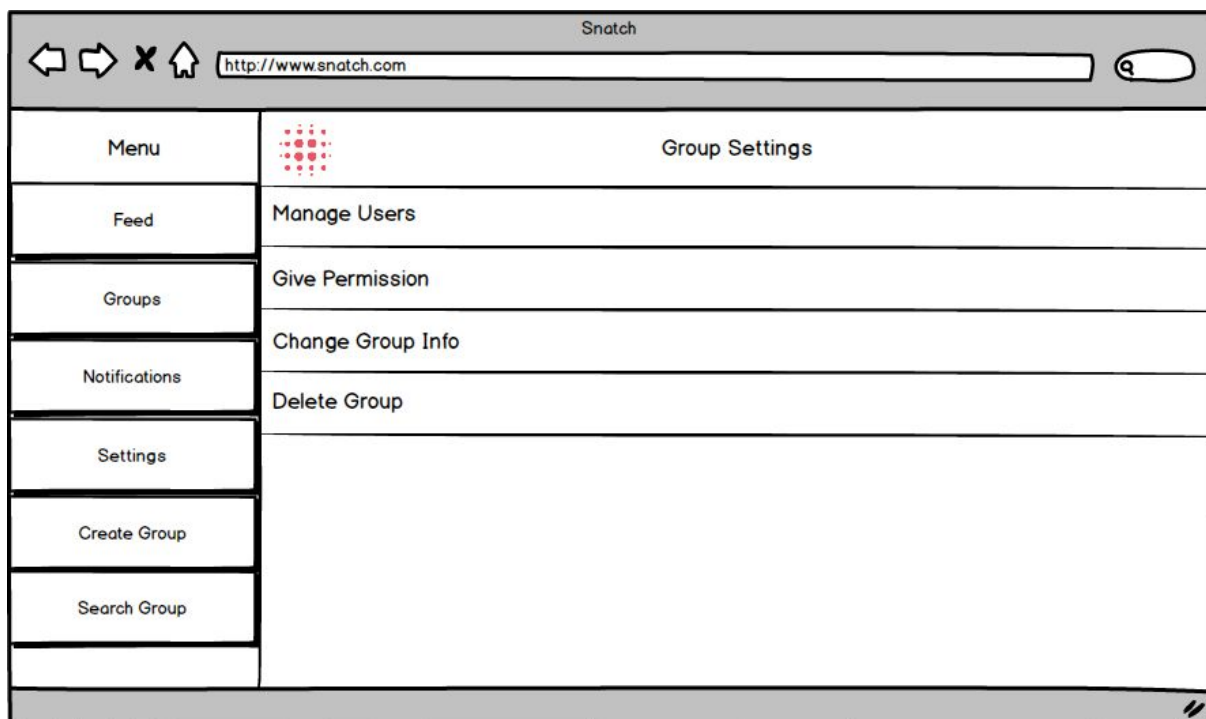 Snatch
http://www.snatch.com
Menu
Group Settings
Feed
Groups
Notifications
Settings
Create Group
Search Group
Manage Users
Give Permission
Change Group Info
Delete Group